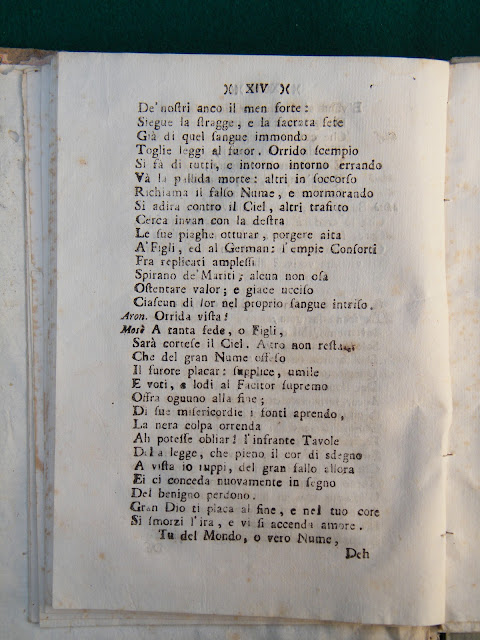 )( XIV )(
De' noſtri anco il men forte:
Siegue la ſtragge, e la ſacrata ſete
Già di quel ſangue immondo
Toglie leggi al furor. Orrido ſcempio
Si fà di tutti, e intorno intorno errando
Và la pallida morte: altri in ſoccorſo
Richiama il falſo Nume, e mormorando
Si adira contro il Ciel, altri trafitto
Cerca invan con la deſtra
Le ſue piaghe otturar, porgere aita
A' Figli, ed al German: l'empie Conſorti
Fra replicati ampleſſi
Spirano de' Mariti; alcun non oſa
Oſtentare valor; e giace ucciſo
Ciaſcun di lor nel proprio ſangue intriſo.
Aron. Orrida viſta!
Mosè A tanta fede, o Figli,
Sarà corteſe il Ciel. Altro non reſta,
Che del gran Nume offeſo
Il furore placar: ſupplice, umile
E voti, e lodi al Facitor ſupremo
Offra ognuno alla fine;
Di ſue miſericordie i fonti aprendo,
La nera colpa orrenda
Ah poteſſe obliar! l'infrante Tavole
Della legge, che pieno il cor di ſdegno
A viſta io ruppi, del gran fallo allora
Ei ci conceda nuovamente in ſegno
Del benigno perdono.
Gran Dio ti placa al fine, e nel tuo core
Si ſmorzi l'ira, e vi ſi accenda amore.
Tu del Mondo, o vero Nume,
Deh